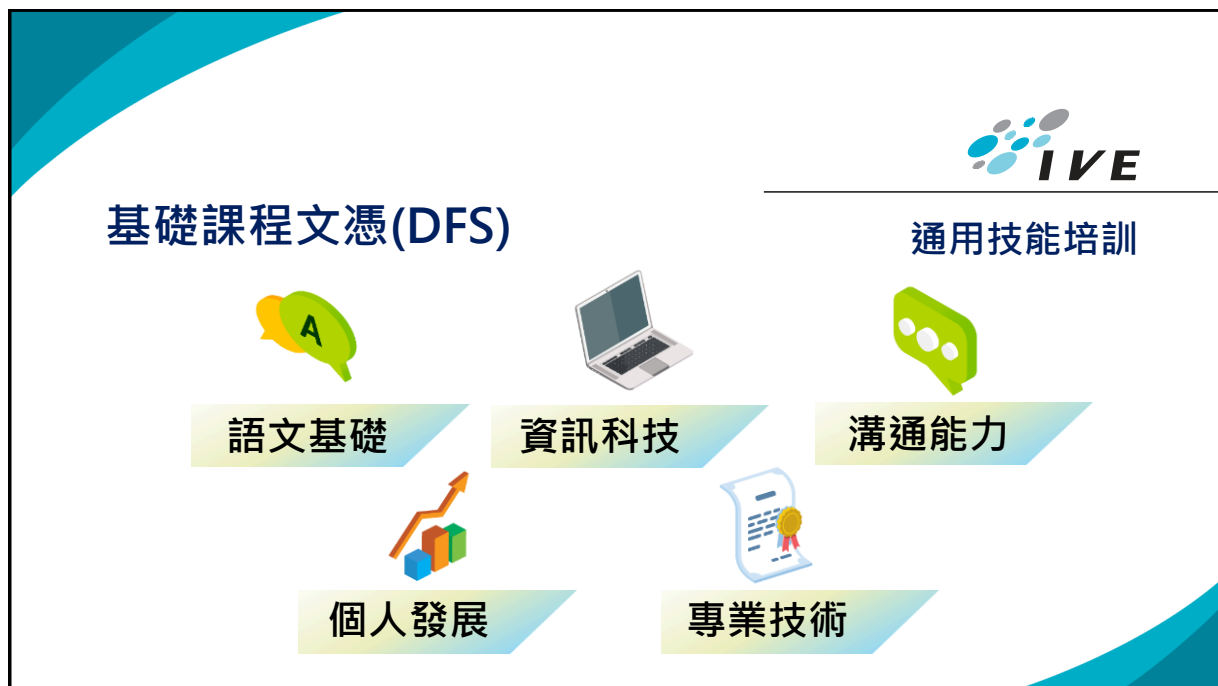 IVE
基礎課程文憑(DFS)
通用技能培訓
A
語文基礎
資訊科技
溝通能力
個人發展
專業技術